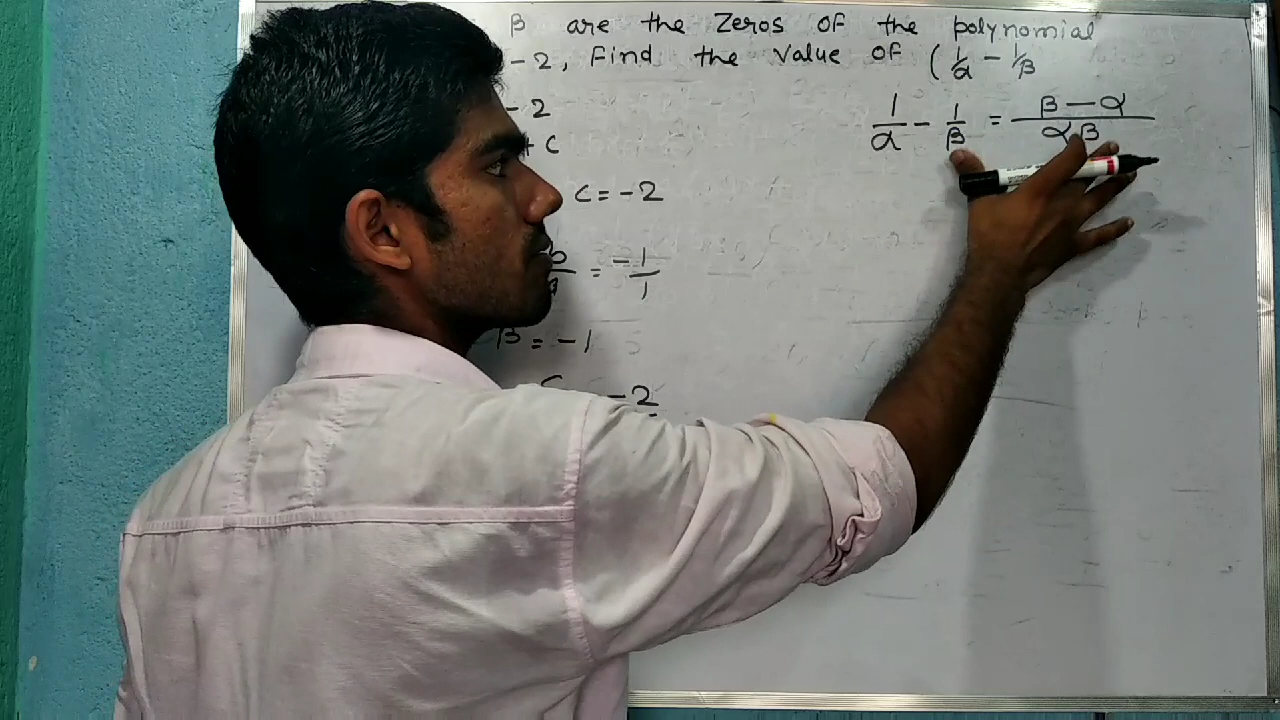 β are the Zeros OF the polynomial
-2, Find the Value OF (1/α - 1/β
-2
1/α - 1/β = β-α/αβ
+ C
C = -2
b/a = -1/1
β = -1
C -2